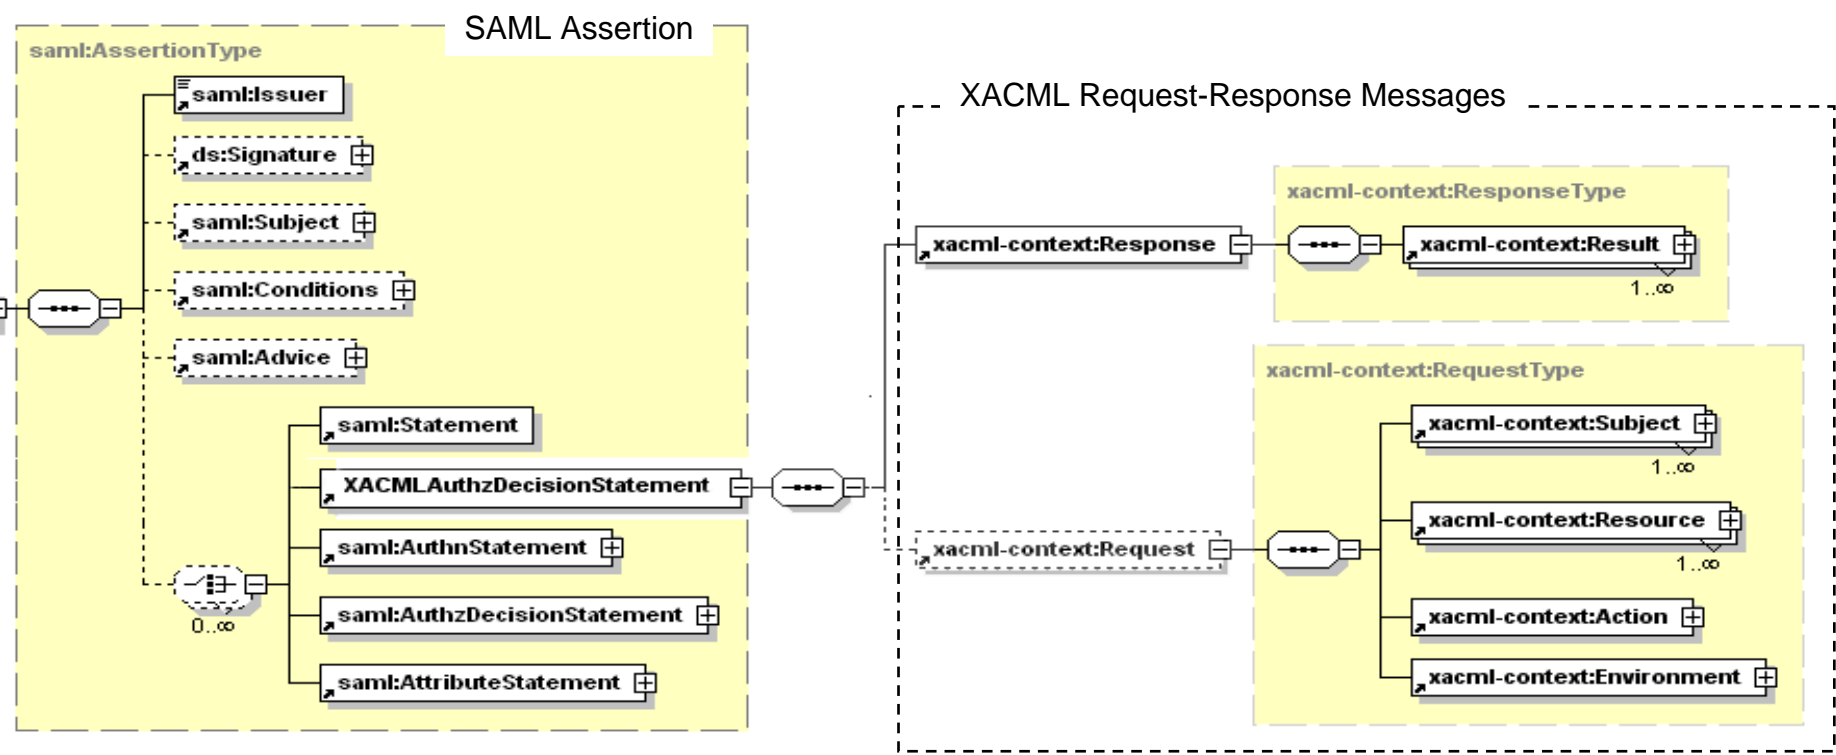 SAML Assertion
saml:AssertionType
saml:Issuer
ds:Signature
saml:Subject
saml:Conditions
saml:Advice
saml:Statement
XACMLAuthzDecisionStatement
saml:AuthnStatement
0..∞
saml:AuthzDecisionStatement
saml:AttributeStatement
XACML Request-Response Messages
xacml-context:ResponseType
xacml-context:Response
xacml-context:Result
1..∞
xacml-context:RequestType
xacml-context:Subject
1..∞
xacml-context:Resource
1..∞
xacml-context:Request
xacml-context:Action
xacml-context:Environment